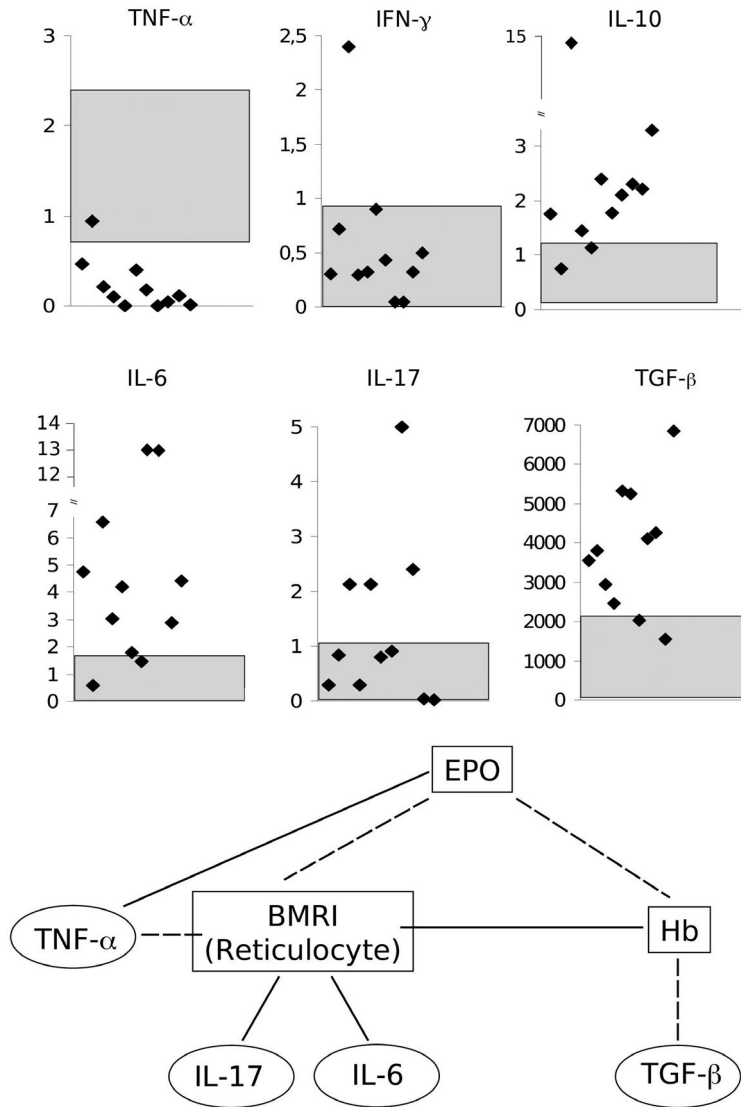 TNF-α
3
2
1
0
IFN-γ
2,5
2
1,5
1
0,5
0
IL-10
15
3
2
1
0
IL-6
14
13
12
7
6
5
4
3
2
1
0
IL-17
5
4
3
2
1
0
TGF-β
7000
6000
5000
4000
3000
2000
1000
0
EPO
TNF-α
BMRI
(Reticulocyte)
Hb
IL-17
IL-6
TGF-β